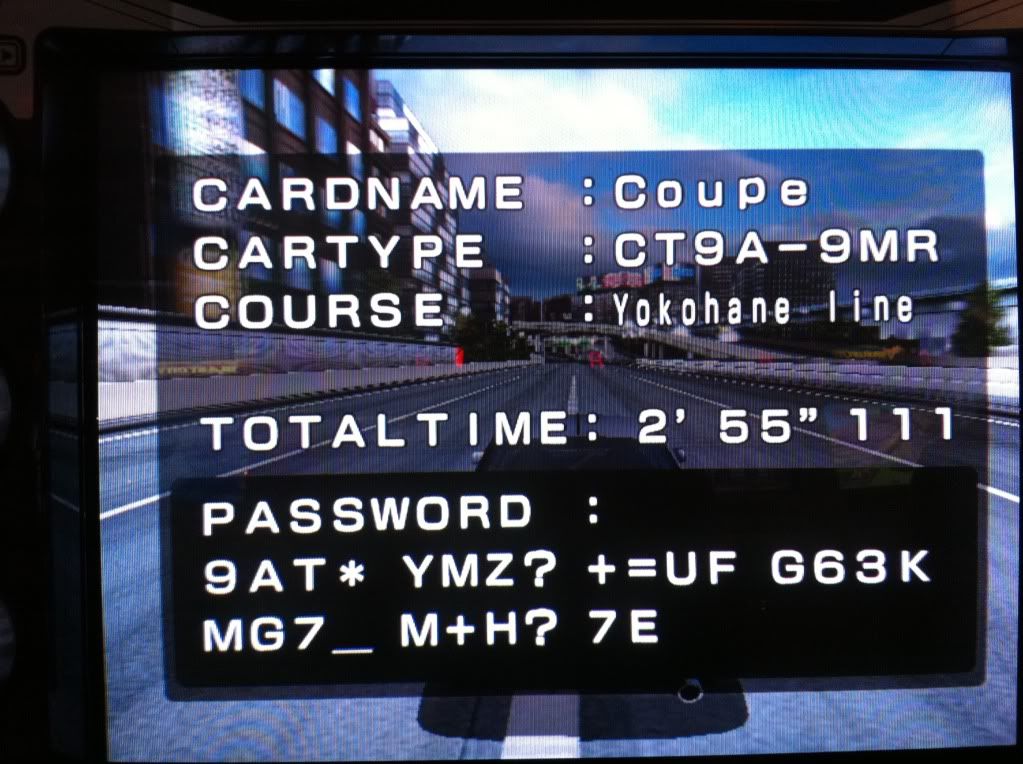 CARDNAME : Coupe
CARTYPE : CT9A-9MR
COURSE : Yokohane line
TOTALTIME: 2' 55" 111
PASSWORD :
9AT* YMZ? +=UF G63K
MG7_ M+H? 7E